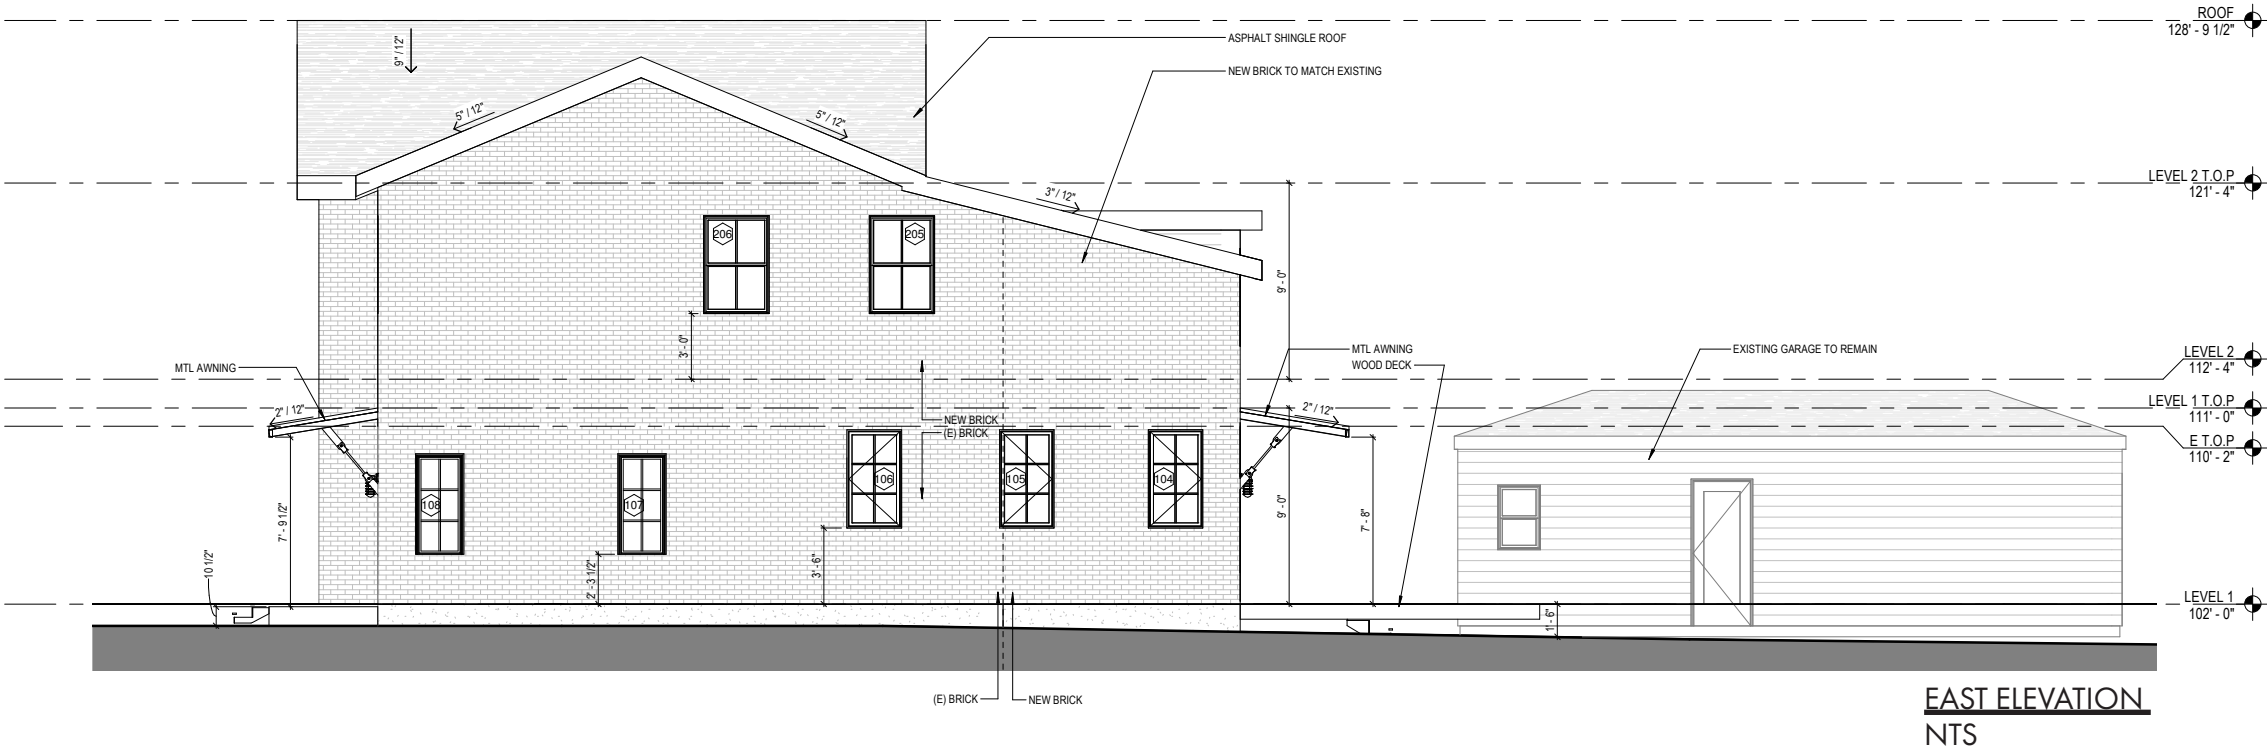 ROOF
128' - 9 1/2"
9" / 12"
ASPHALT SHINGLE ROOF
NEW BRICK TO MATCH EXISTING
5" / 12"
5" / 12"
LEVEL 2 T.O.P
121' - 4"
3" / 12"
206
205
9' - 0"
3' - 0"
MTL AWNING
MTL AWNING
WOOD DECK
EXISTING GARAGE TO REMAIN
LEVEL 2
112' - 4"
2" / 12"
2" / 12"
LEVEL 1 T.O.P
111' - 0"
NEW BRICK
(E) BRICK
E T.O.P
110' - 2"
106
105
104
108
107
7' - 9 1/2"
9' - 0"
7' - 8"
10 1/2"
2' - 3 1/2"
3' - 6"
LEVEL 1
102' - 0"
1' - 6"
(E) BRICK
NEW BRICK
EAST ELEVATION
NTS